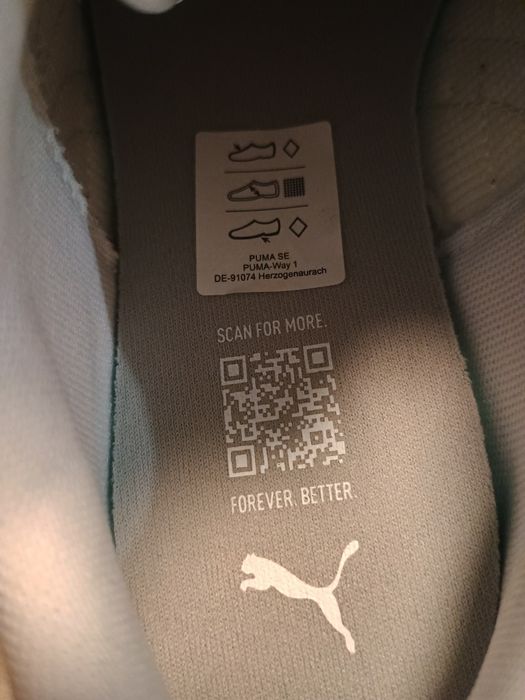 PUMA SE
PUMA-Way 1
DE-91074 Herzogenaurach
SCAN FOR MORE.
FOREVER. BETTER.